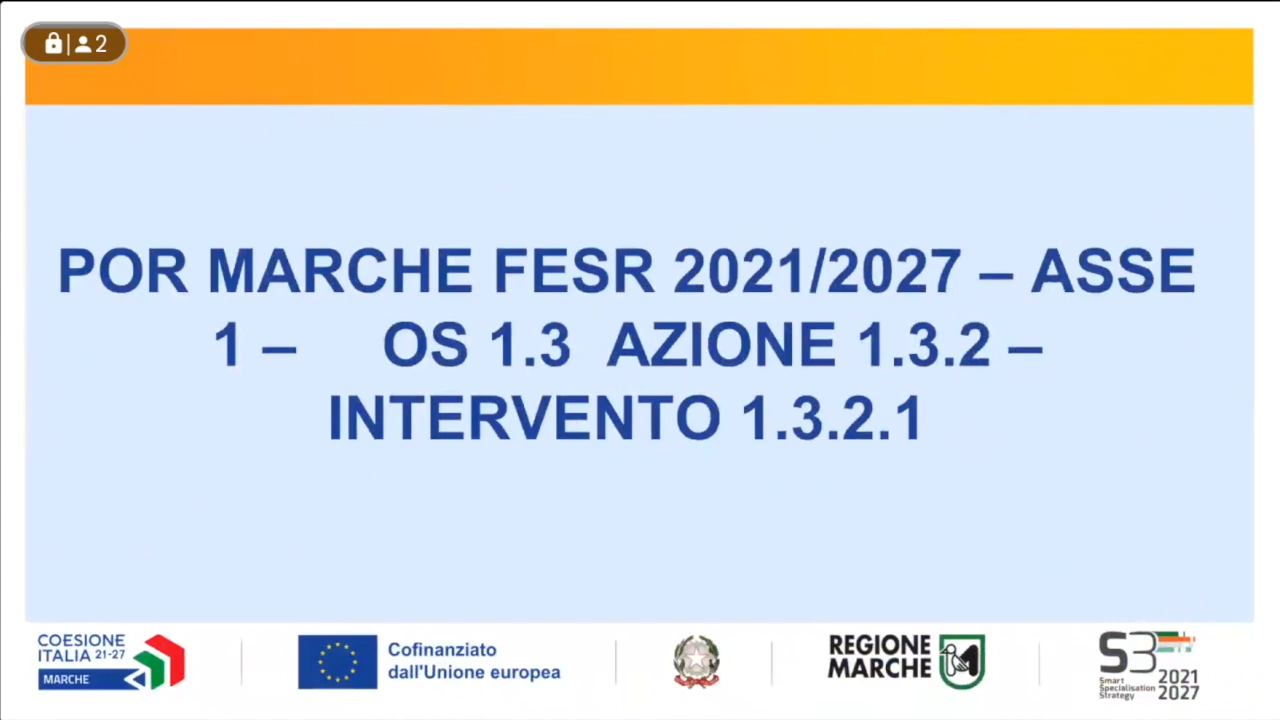 2
POR MARCHE FESR 2021/2027 – ASSE
1 – OS 1.3 AZIONE 1.3.2 –
INTERVENTO 1.3.2.1
COESIONE
ITALIA 21-27
MARCHE
Cofinanziato
dall'Unione europea
REGIONE
MARCHE
S3
Smart
Specialisation
Strategy
2021
2027